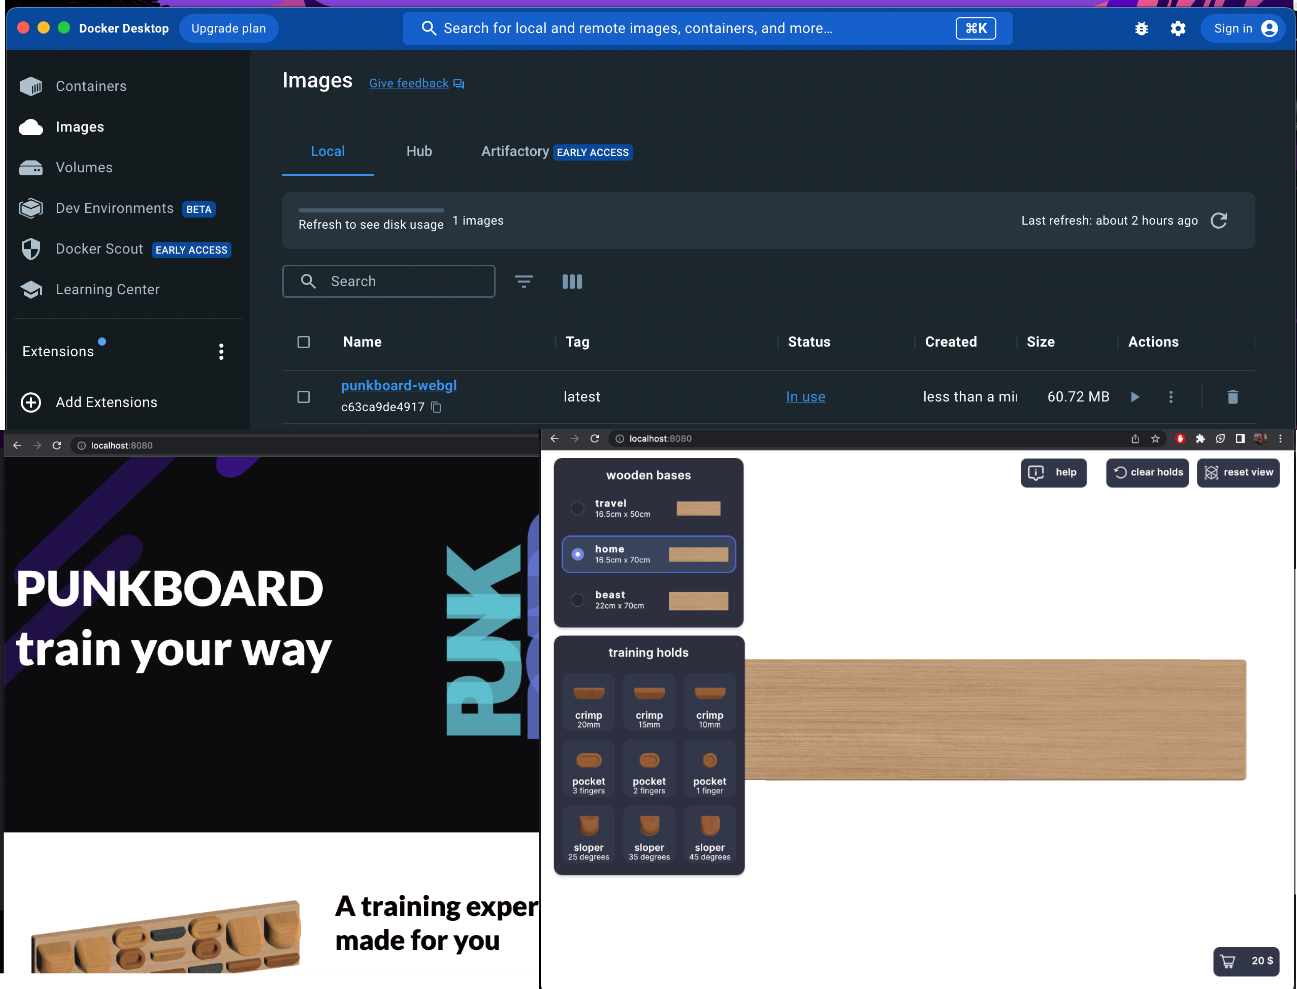 Docker Desktop
Upgrade plan
Search for local and remote images, containers, and more...
⌘K
Sign in
Containers
Images
Volumes
Dev Environments BETA
Docker Scout EARLY ACCESS
Learning Center
Extensions
Add Extensions
Images
Give feedback
Local
Hub
Artifactory EARLY ACCESS
Refresh to see disk usage
1 images
Last refresh: about 2 hours ago
Search
Name Tag Status Created Size Actions
punkboard-webgl
c63ca9de4917
latest
In use
less than a mi
60.72 MB
localhost:8080
PUNKBOARD
train your way
PUNK
A training exper
made for you
localhost:8080
wooden bases
travel
16.5cm x 50cm
home
16.5cm x 70cm
beast
22cm x 70cm
training holds
crimp
20mm
crimp
15mm
crimp
10mm
pocket
3 fingers
pocket
2 fingers
pocket
1 finger
sloper
25 degrees
sloper
35 degrees
sloper
45 degrees
help
clear holds
reset view
20 $